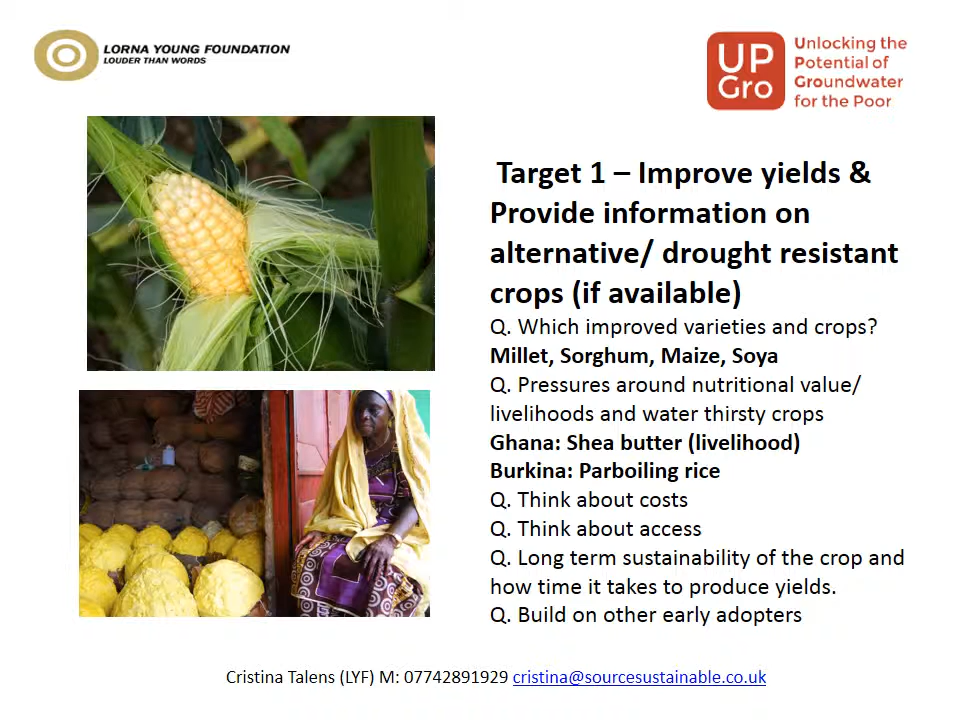 LORNA YOUNG FOUNDATION
LOUDER THAN WORDS
UP
Gro
Unlocking the
Potential of
Groundwater
for the Poor
Target 1 – Improve yields &
Provide information on
alternative/ drought resistant
crops (if available)
Q. Which improved varieties and crops?
Millet, Sorghum, Maize, Soya
Q. Pressures around nutritional value/
livelihoods and water thirsty crops
Ghana: Shea butter (livelihood)
Burkina: Parboiling rice
Q. Think about costs
Q. Think about access
Q. Long term sustainability of the crop and
how time it takes to produce yields.
Q. Build on other early adopters
Cristina Talens (LYF) M: 07742891929 cristina@sourcesustainable.co.uk